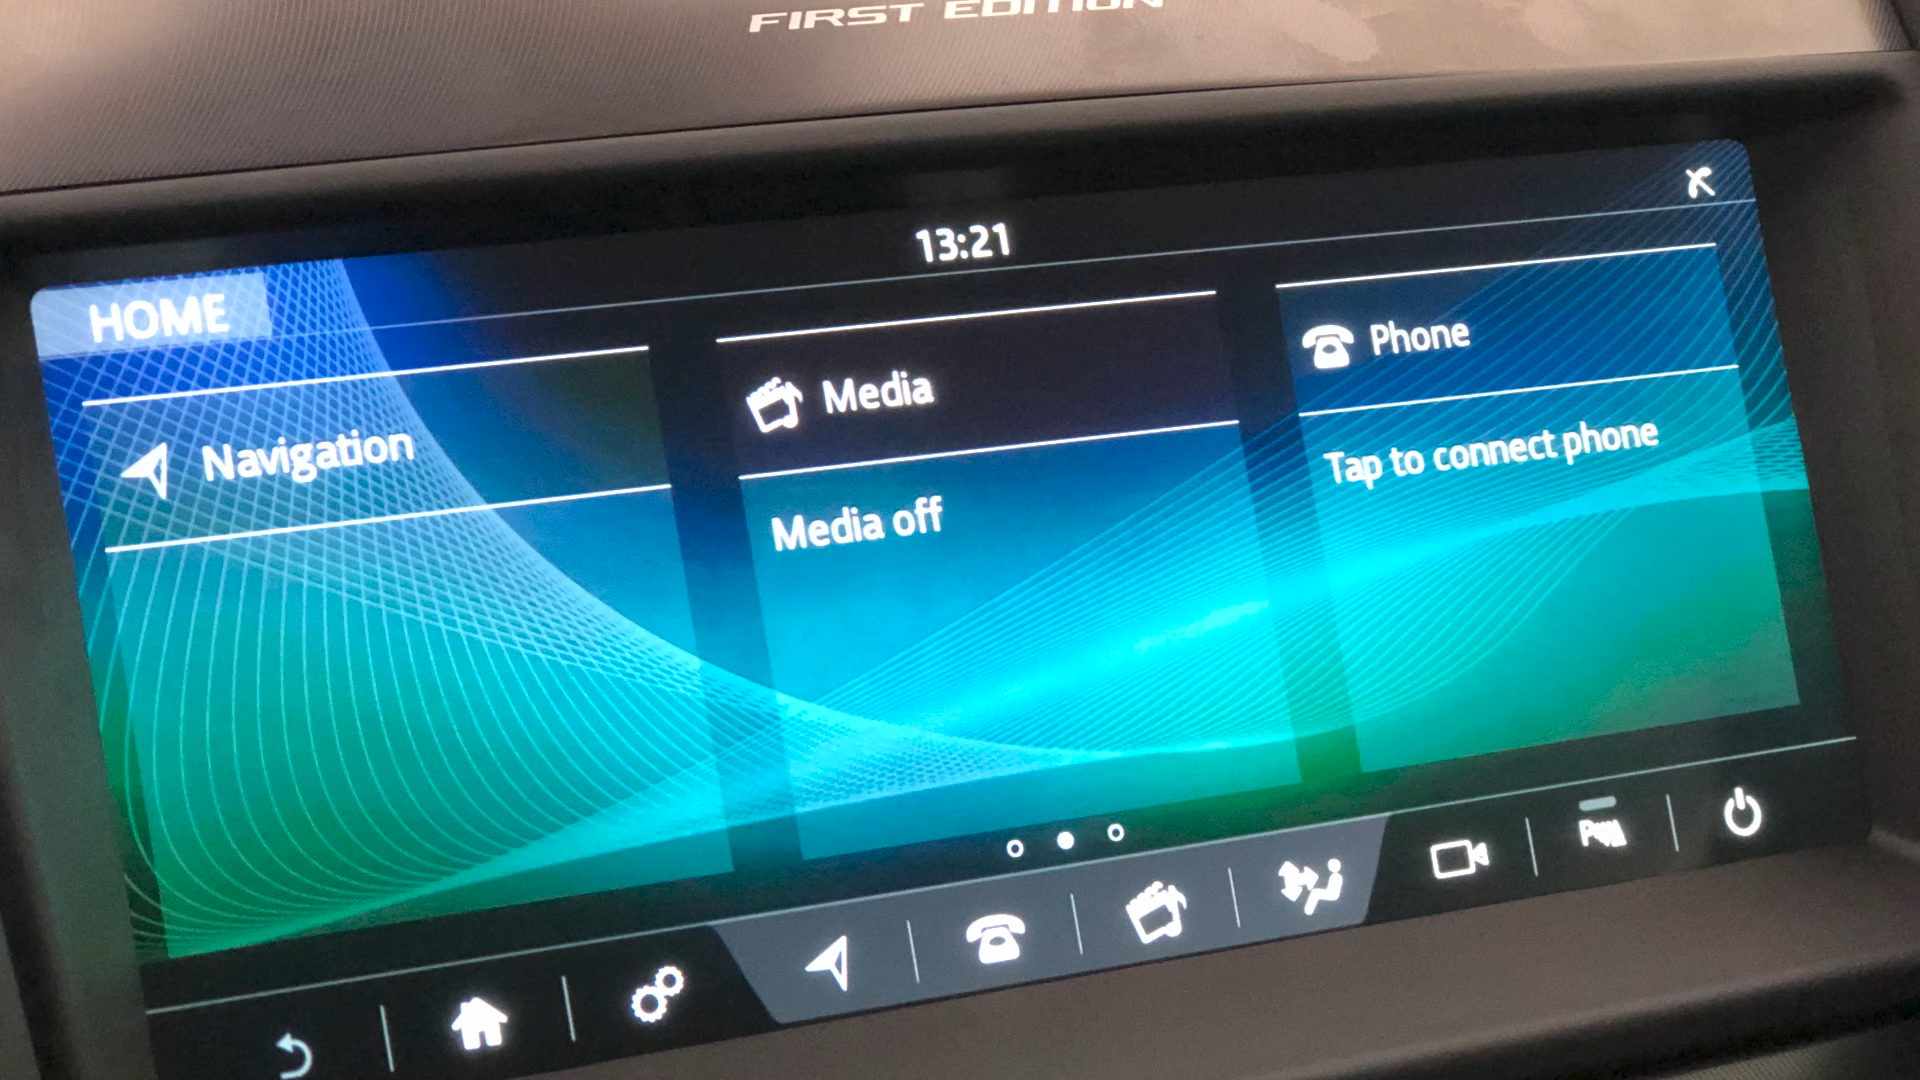 FIRST EDITION
13:21
HOME
Navigation
Media
Phone
Media off
Tap to connect phone